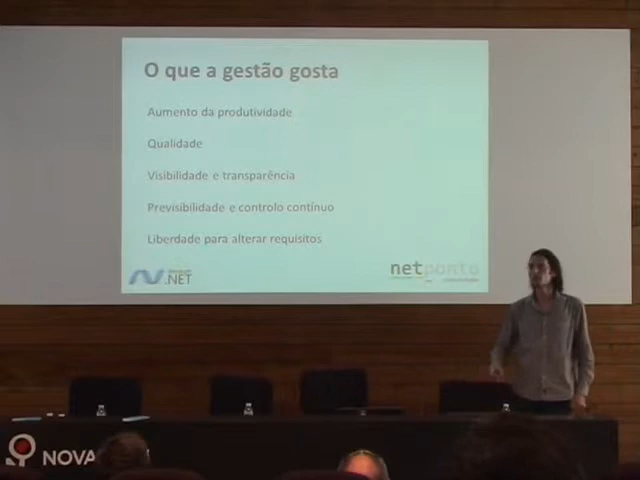 O que a gestão gosta
Aumento da produtividade
Qualidade
Visibilidade e transparência
Previsibilidade e controlo contínuo
Liberdade para alterar requisitos
.NET
netponto
NOVA